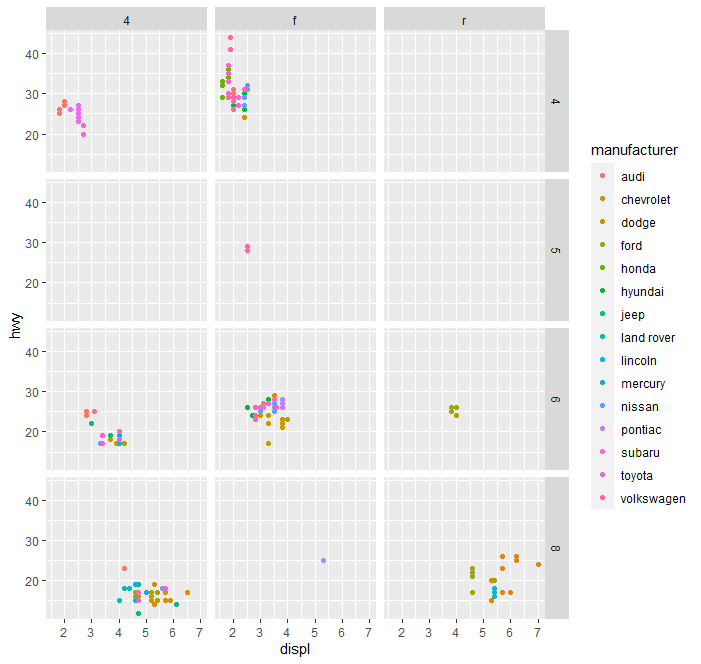 4 f r
40
30
20
4
40
30
20
5
40
30
20
6
40
30
20
8
2 3 4 5 6 7 2 3 4 5 6 7 2 3 4 5 6 7
displ
hwy
manufacturer
audi
chevrolet
dodge
ford
honda
hyundai
jeep
land rover
lincoln
mercury
nissan
pontiac
subaru
toyota
volkswagen